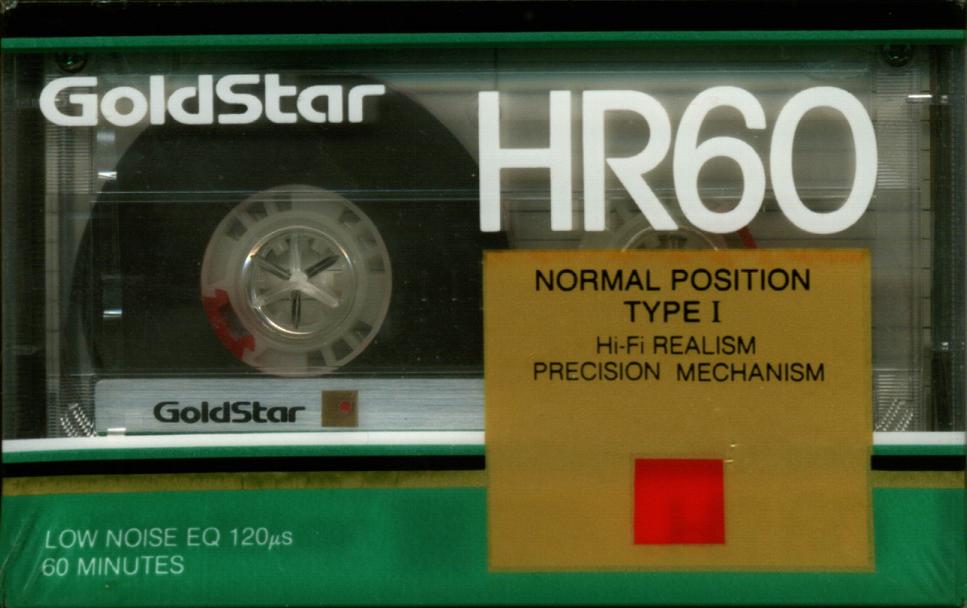 GoldStar
HR60
NORMAL POSITION
TYPE I
Hi-Fi REALISM
PRECISION MECHANISM
GoldStar
LOW NOISE EQ 120μs
60 MINUTES